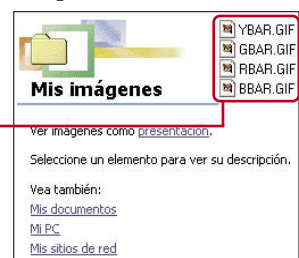 YBAR.GIF
GBAR.GIF
RBAR.GIF
BBAR.GIF
Mis imágenes
Ver imágenes como presentación.
Seleccione un elemento para ver su descripción.
Vea también:
Mis documentos
Mi PC
Mis sitios de red